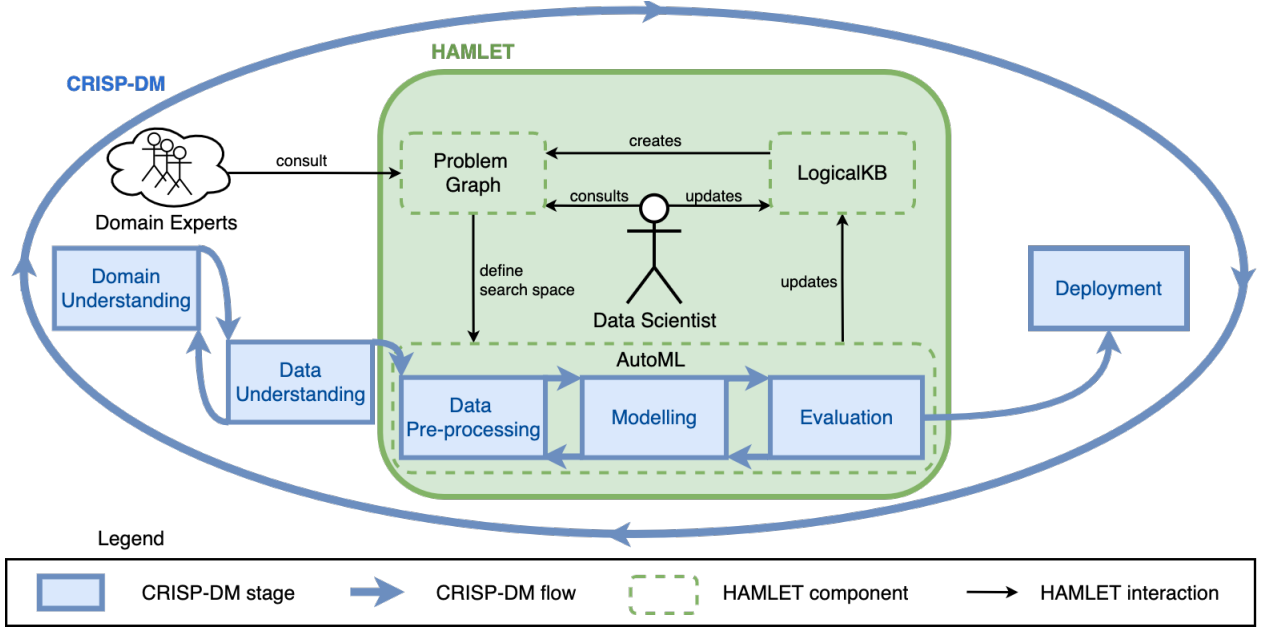 HAMLET
CRISP-DM
creates
Problem
Graph
LogicalKB
consult
consults
updates
Domain Experts
Domain
Understanding
define
search space
updates
Deployment
Data Scientist
AutoML
Data
Understanding
Data
Pre-processing
Modelling
Evaluation
Legend
CRISP-DM stage
CRISP-DM flow
HAMLET component
HAMLET interaction